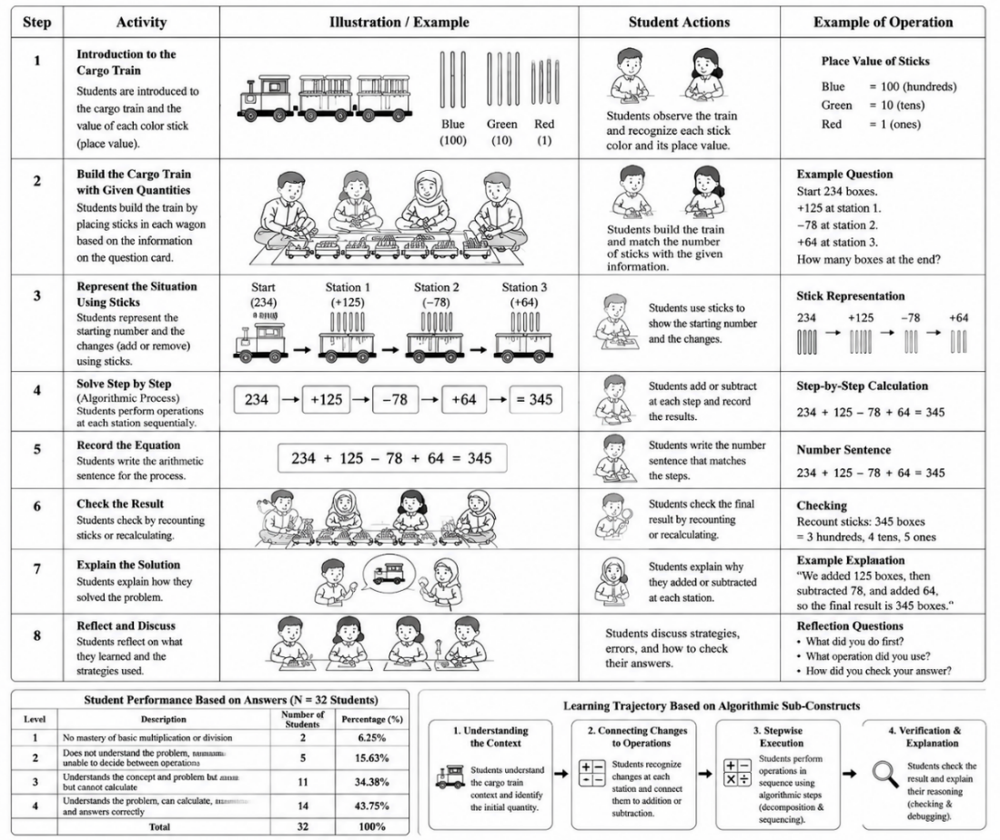 Step Activity Illustration / Example Student Actions Example of Operation
1
Introduction to the
Cargo Train
Students are introduced to
the cargo train and the
value of each color stick
(place value).
Blue
(100)
Green
(10)
Red
(1)
Students observe the train
and recognize each stick
color and its place value.
Place Value of Sticks
Blue = 100 (hundreds)
Green = 10 (tens)
Red = 1 (ones)
2
Build the Cargo Train
with Given Quantities
Students build the train by
placing sticks in each wagon
based on the information
on the question card.
Students build the train
and match the number
of sticks with the given
information.
Example Question
Start 234 boxes.
+125 at station 1.
−78 at station 2.
+64 at station 3.
How many boxes at the end?
3
Represent the Situation
Using Sticks
Students represent the
starting number and the
changes (add or remove)
using sticks.
Start
(234)
Station 1
(+125)
Station 2
(−78)
Station 3
(+64)
Students use sticks to
show the starting number
and the changes.
Stick Representation
234 +125 −78 +64
4
Solve Step by Step
(Algorithmic Process)
Students perform operations
at each station sequentialy.
234 +125 −78 +64 = 345
Students add or subtract
at each step and record
the results.
Step-by-Step Calculation
234 + 125 − 78 + 64 = 345
5
Record the Equation
Students write the arithmetic
sentence for the process.
234 + 125 − 78 + 64 = 345
Students write the number
sentence that matches
the steps.
Number Sentence
234 + 125 − 78 + 64 = 345
6
Check the Result
Students check by recounting
sticks or recalculating.
Students check the final
result by recounting
or recalculating.
Checking
Recount sticks: 345 boxes
= 3 hundreds, 4 tens, 5 ones
7
Explain the Solution
Students explain how they
solved the problem.
Students explain why
they added or subtracted
at each station.
Example Explanation
“We added 125 boxes, then
subtracted 78, and added 64,
so the final result is 345 boxes.“
8
Reflect and Discuss
Students reflect on what
they learned and the
strategies used.
Students discuss strategies,
errors, and how to check
their answers.
Reflection Questions
• What did you do first?
• What operation did you use?
• How did you check your answer?
Student Performance Based on Answers (N = 32 Students)
Level Description Number of
Students
Percentage (%)
1 No mastery of basic multiplication or division 2 6.25%
2 Does not understand the problem,
unable to decide between operations 5 15.63%
3 Understands the concept and problem but
but cannot calculate 11 34.38%
4 Understands the problem, can calculate,
and answers correctly 14 43.75%
Total 32 100%
Learning Trajectory Based on Algorithmic Sub-Constructs
1. Understanding
the Context
Students understand
the cargo train
context and identify
the initial quantity.
2. Connecting Changes
to Operations
Students recognize
changes at each
station and connect
them to addition or
subtraction.
3. Stepwise
Execution
Students perform
operations in
sequence using
algorithmic steps
(decomposition &
sequencing).
4. Verification &
Explanation
Students check the
result and explain
their reasoning
(checking &
debugging).